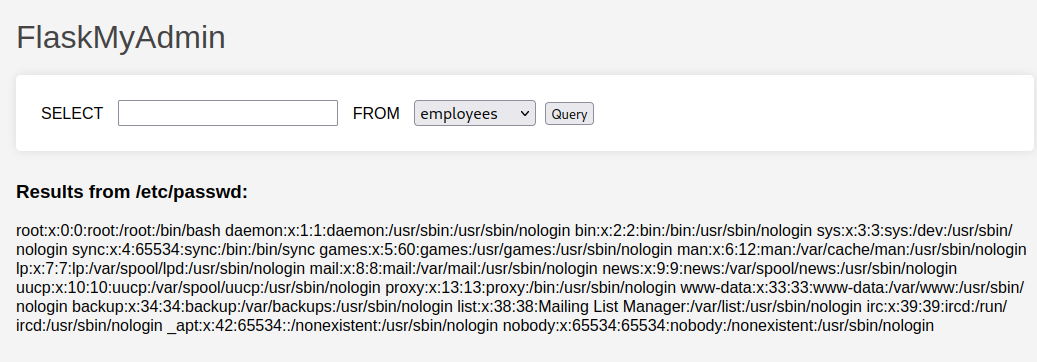 FlaskMyAdmin
SELECT FROM employees Query
Results from /etc/passwd:
root:x:0:0:root:/root:/bin/bash daemon:x:1:1:daemon:/usr/sbin:/usr/sbin/nologin bin:x:2:2:bin:/bin:/usr/sbin/nologin sys:x:3:3:sys:/dev:/usr/sbin/
nologin sync:x:4:65534:sync:/bin:/bin/sync games:x:5:60:games:/usr/games:/usr/sbin/nologin man:x:6:12:man:/var/cache/man:/usr/sbin/nologin
lp:x:7:7:lp:/var/spool/lpd:/usr/sbin/nologin mail:x:8:8:mail:/var/mail:/usr/sbin/nologin news:x:9:9:news:/var/spool/news:/usr/sbin/nologin
uucp:x:10:10:uucp:/var/spool/uucp:/usr/sbin/nologin proxy:x:13:13:proxy:/bin:/usr/sbin/nologin www-data:x:33:33:www-data:/var/www:/usr/sbin/
nologin backup:x:34:34:backup:/var/backups:/usr/sbin/nologin list:x:38:38:Mailing List Manager:/var/list:/usr/sbin/nologin irc:x:39:39:ircd:/run/
ircd:/usr/sbin/nologin _apt:x:42:65534::/nonexistent:/usr/sbin/nologin nobody:x:65534:65534:nobody:/nonexistent:/usr/sbin/nologin